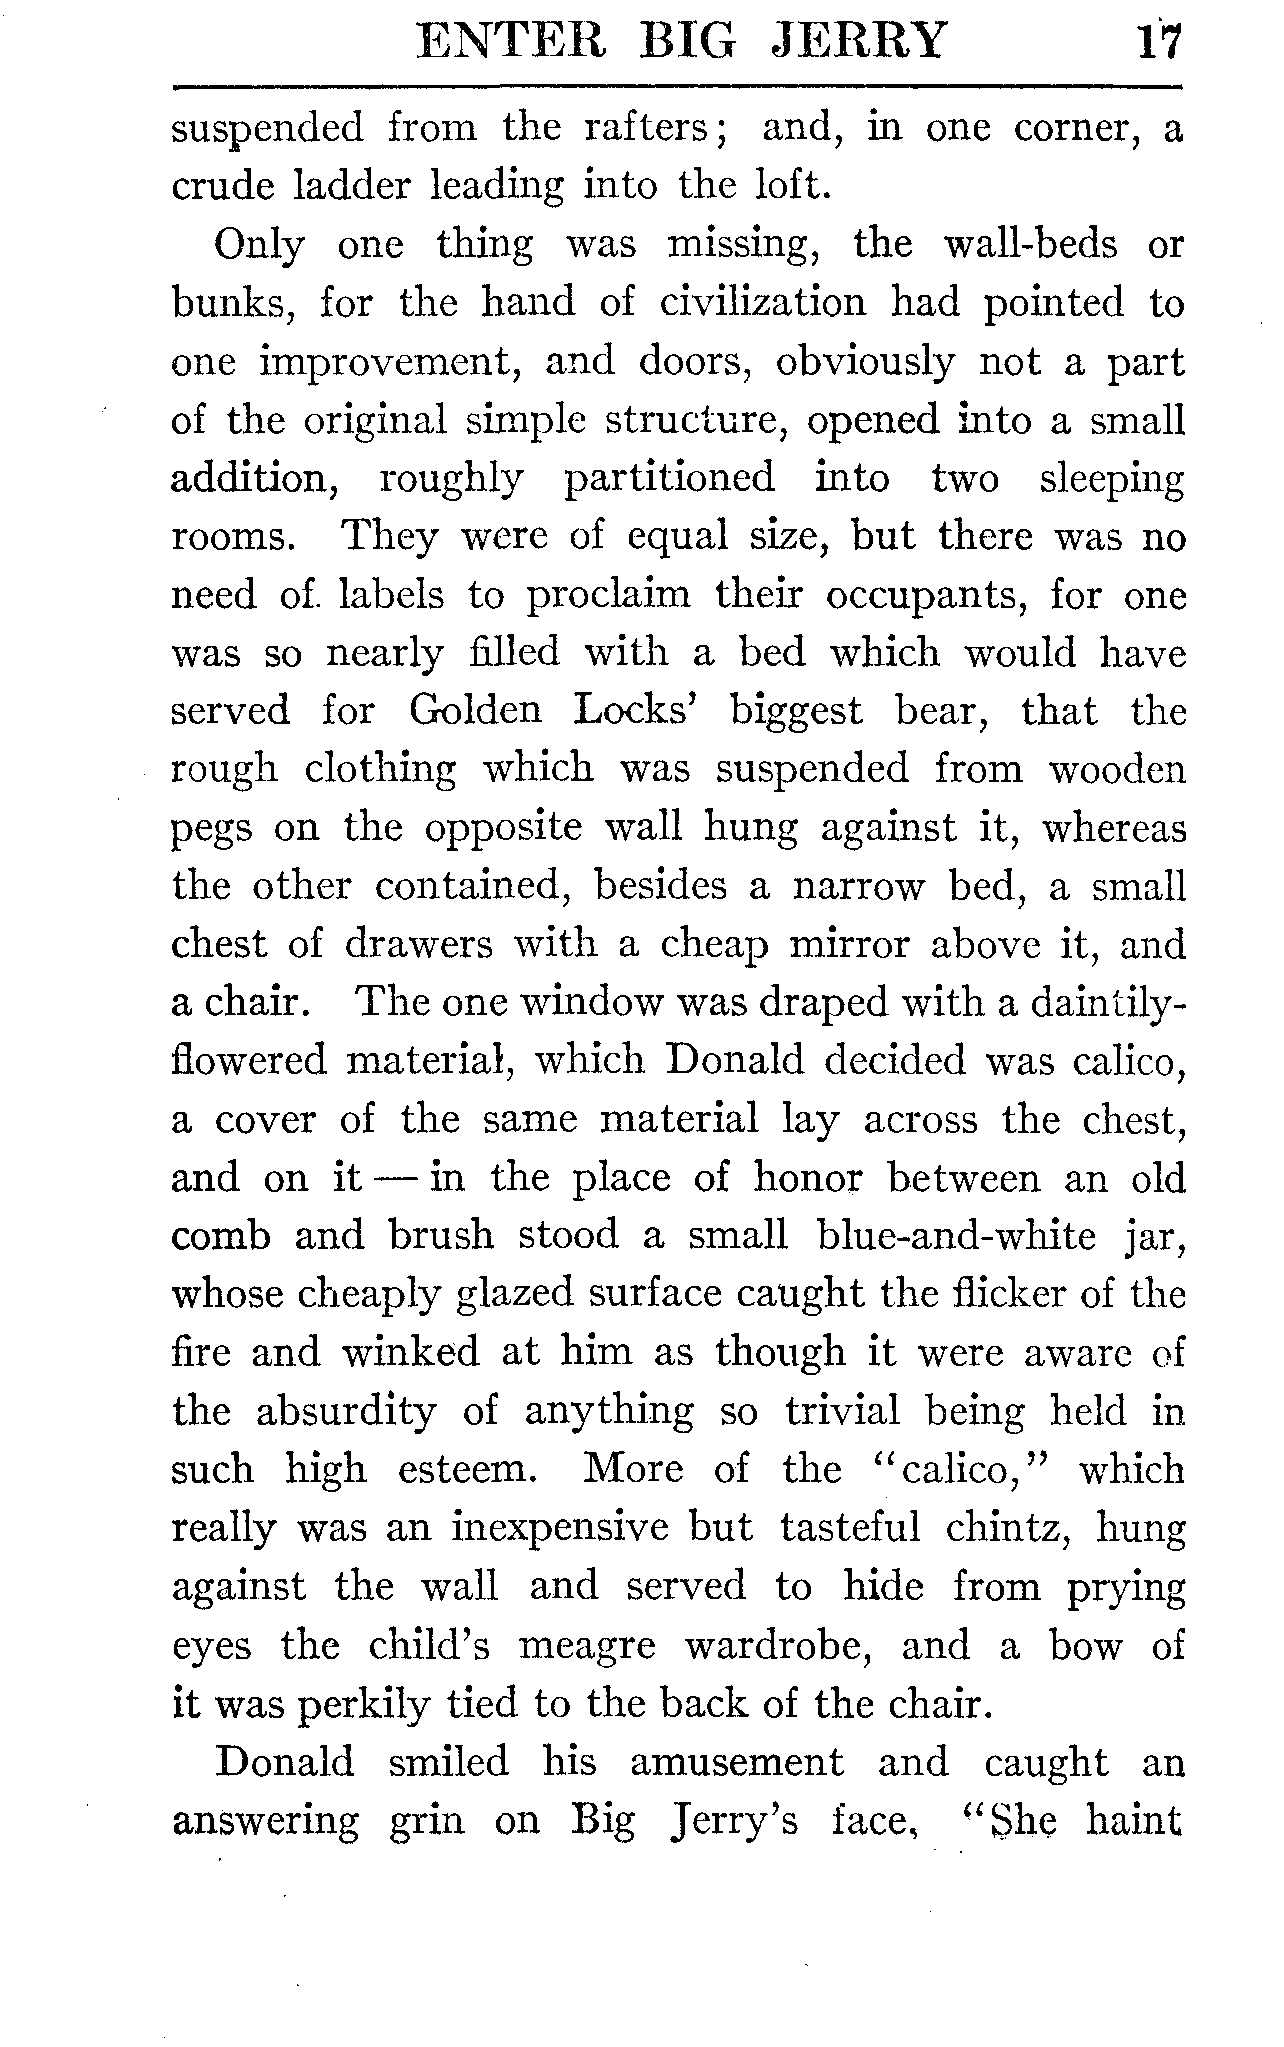 ENTER BIG JERRY 17
suspended from the rafters; and, in one corner, a
crude ladder leading into the loft.
Only one thing was missing, the wall-beds or
bunks, for the hand of civilization had pointed to
one improvement, and doors, obviously not a part
of the original simple structure, opened into a small
addition, roughly partitioned into two sleeping
rooms. They were of equal size, but there was no
need of labels to proclaim their occupants, for one
was so nearly filled with a bed which would have
served for Golden Locks' biggest bear, that the
rough clothing which was suspended from wooden
pegs on the opposite wall hung against it, whereas
the other contained, besides a narrow bed, a small
chest of drawers with a cheap mirror above it, and
a chair. The one window was draped with a daintily-
flowered material, which Donald decided was calico,
a cover of the same material lay across the chest,
and on it — in the place of honor between an old
comb and brush stood a small blue-and-white jar,
whose cheaply glazed surface caught the flicker of the
fire and winked at him as though it were aware of
the absurdity of anything so trivial being held in
such high esteem. More of the "calico," which
really was an inexpensive but tasteful chintz, hung
against the wall and served to hide from prying
eyes the child's meagre wardrobe, and a bow of
it was perkily tied to the back of the chair.
Donald smiled his amusement and caught an
answering grin on Big Jerry's face, "She haint